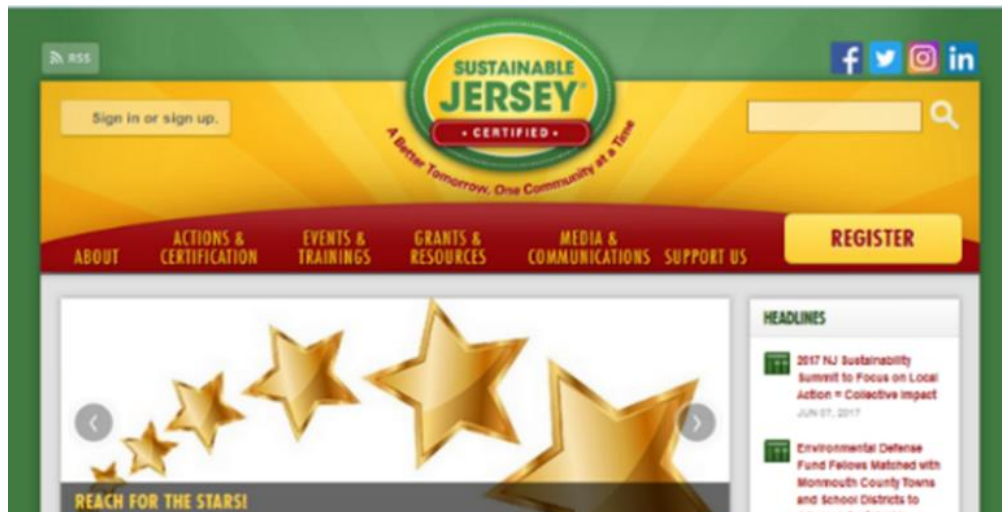 RSS
SUSTAINABLE
JERSEY®
• CERTIFIED •
A Better Tomorrow, One Community at a Time
Sign in or sign up.
ABOUT
ACTIONS &
CERTIFICATION
EVENTS &
TRAININGS
GRANTS &
RESOURCES
MEDIA &
COMMUNICATIONS
SUPPORT US
REGISTER
REACH FOR THE STARS!
HEADLINES
2017 NJ Sustainability
Summit to Focus on Local
Action = Collective Impact
JUN 07, 2017
Environmental Defense
Fund Fellows Matched with
Monmouth County Towns
and School Districts to